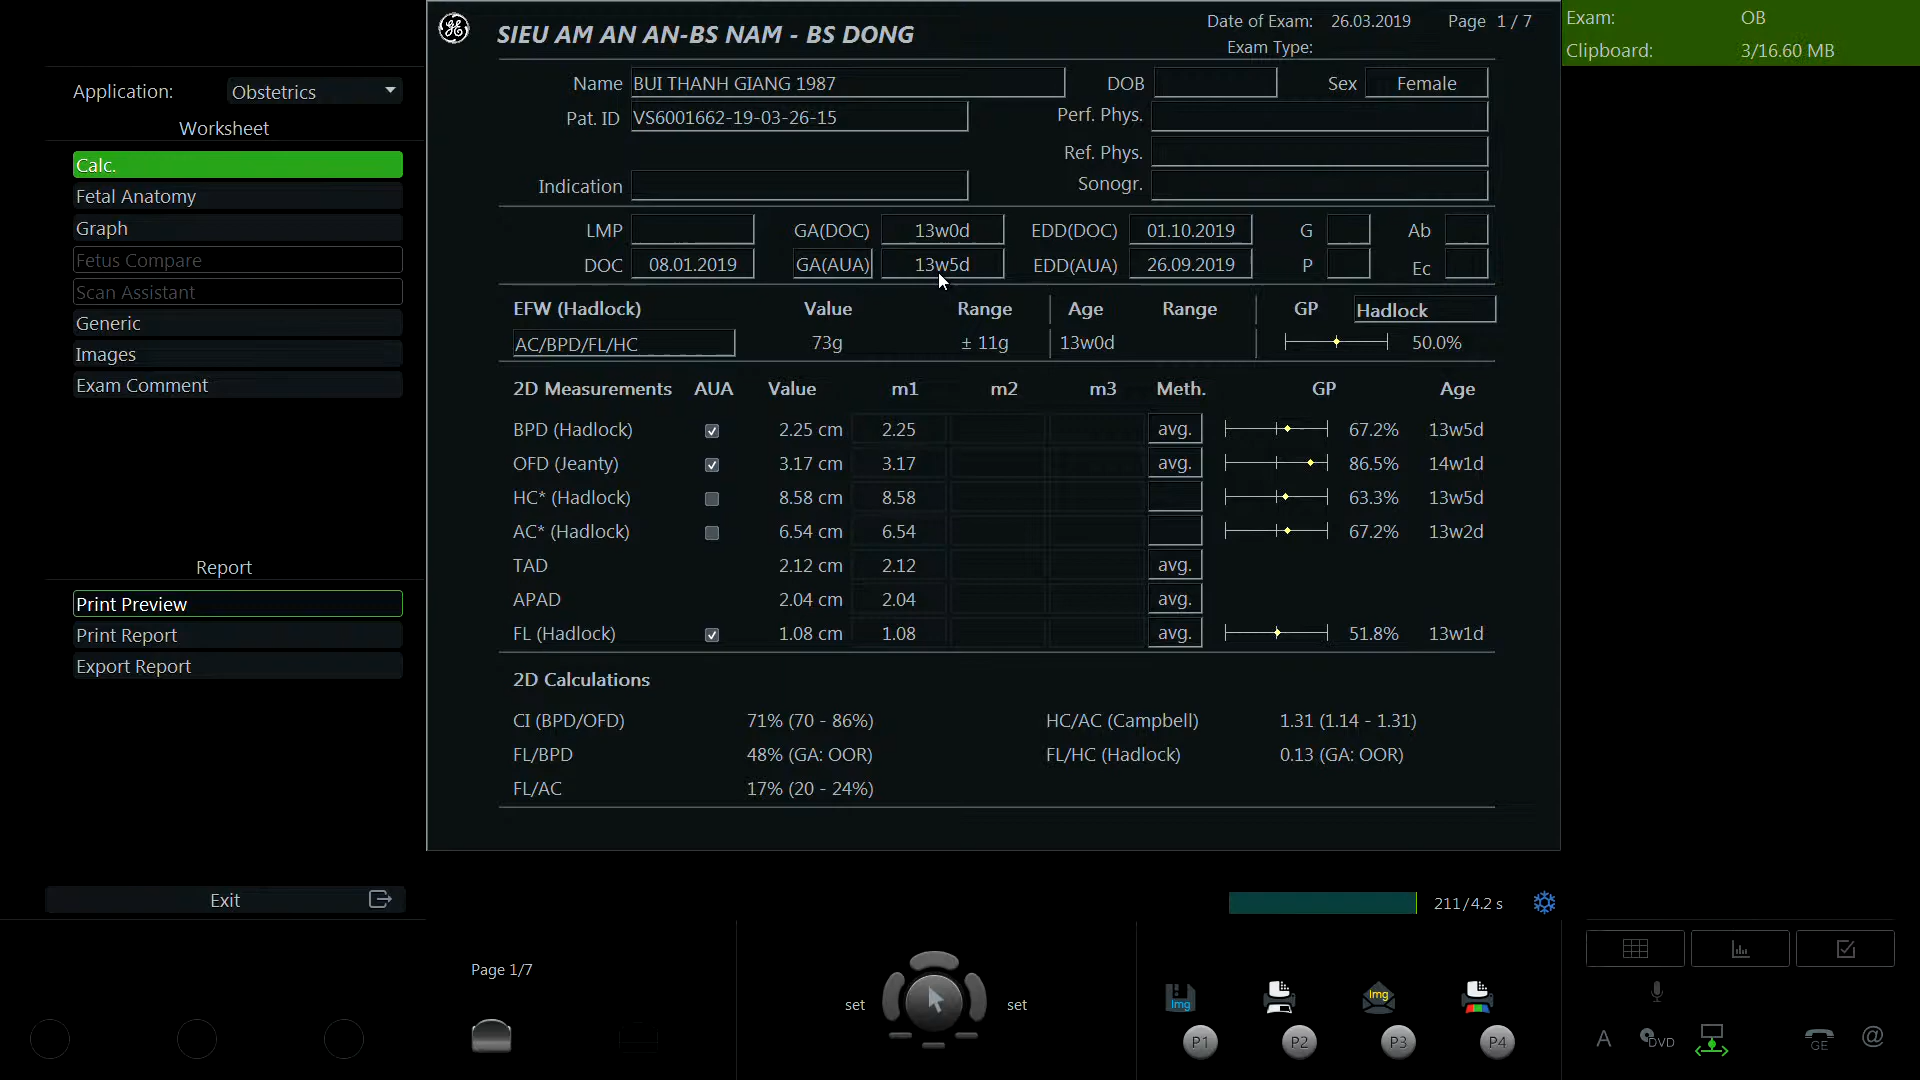 Application: Obstetrics
Worksheet
Calc.
Fetal Anatomy
Graph
Fetus Compare
Scan Assistant
Generic
Images
Exam Comment
Report
Print Preview
Print Report
Export Report
Exit
SIEU AM AN AN-BS NAM - BS DONG
Date of Exam: 26.03.2019 Page 1 / 7
Exam Type:
Name BUI THANH GIANG 1987 DOB Sex Female
Pat. ID VS6001662-19-03-26-15 Perf. Phys.
Ref. Phys.
Indication Sonogr.
LMP GA(DOC) 13w0d EDD(DOC) 01.10.2019 G Ab
DOC 08.01.2019 GA(AUA) 13w5d EDD(AUA) 26.09.2019 P Ec
EFW (Hadlock) Value Range Age Range GP Hadlock
AC/BPD/FL/HC 73g ± 11g 13w0d 50.0%
2D Measurements AUA Value m1 m2 m3 Meth. GP Age
BPD (Hadlock) 2.25 cm 2.25 avg. 67.2% 13w5d
OFD (Jeanty) 3.17 cm 3.17 avg. 86.5% 14w1d
HC* (Hadlock) 8.58 cm 8.58 63.3% 13w5d
AC* (Hadlock) 6.54 cm 6.54 67.2% 13w2d
TAD 2.12 cm 2.12 avg.
APAD 2.04 cm 2.04 avg.
FL (Hadlock) 1.08 cm 1.08 avg. 51.8% 13w1d
2D Calculations
CI (BPD/OFD) 71% (70 - 86%) HC/AC (Campbell) 1.31 (1.14 - 1.31)
FL/BPD 48% (GA: OOR) FL/HC (Hadlock) 0.13 (GA: OOR)
FL/AC 17% (20 - 24%)
Exam: OB
Clipboard: 3/16.60 MB
211/4.2 s
Page 1/7
set set
Img Img
P1 P2 P3 P4
A DVD GE @